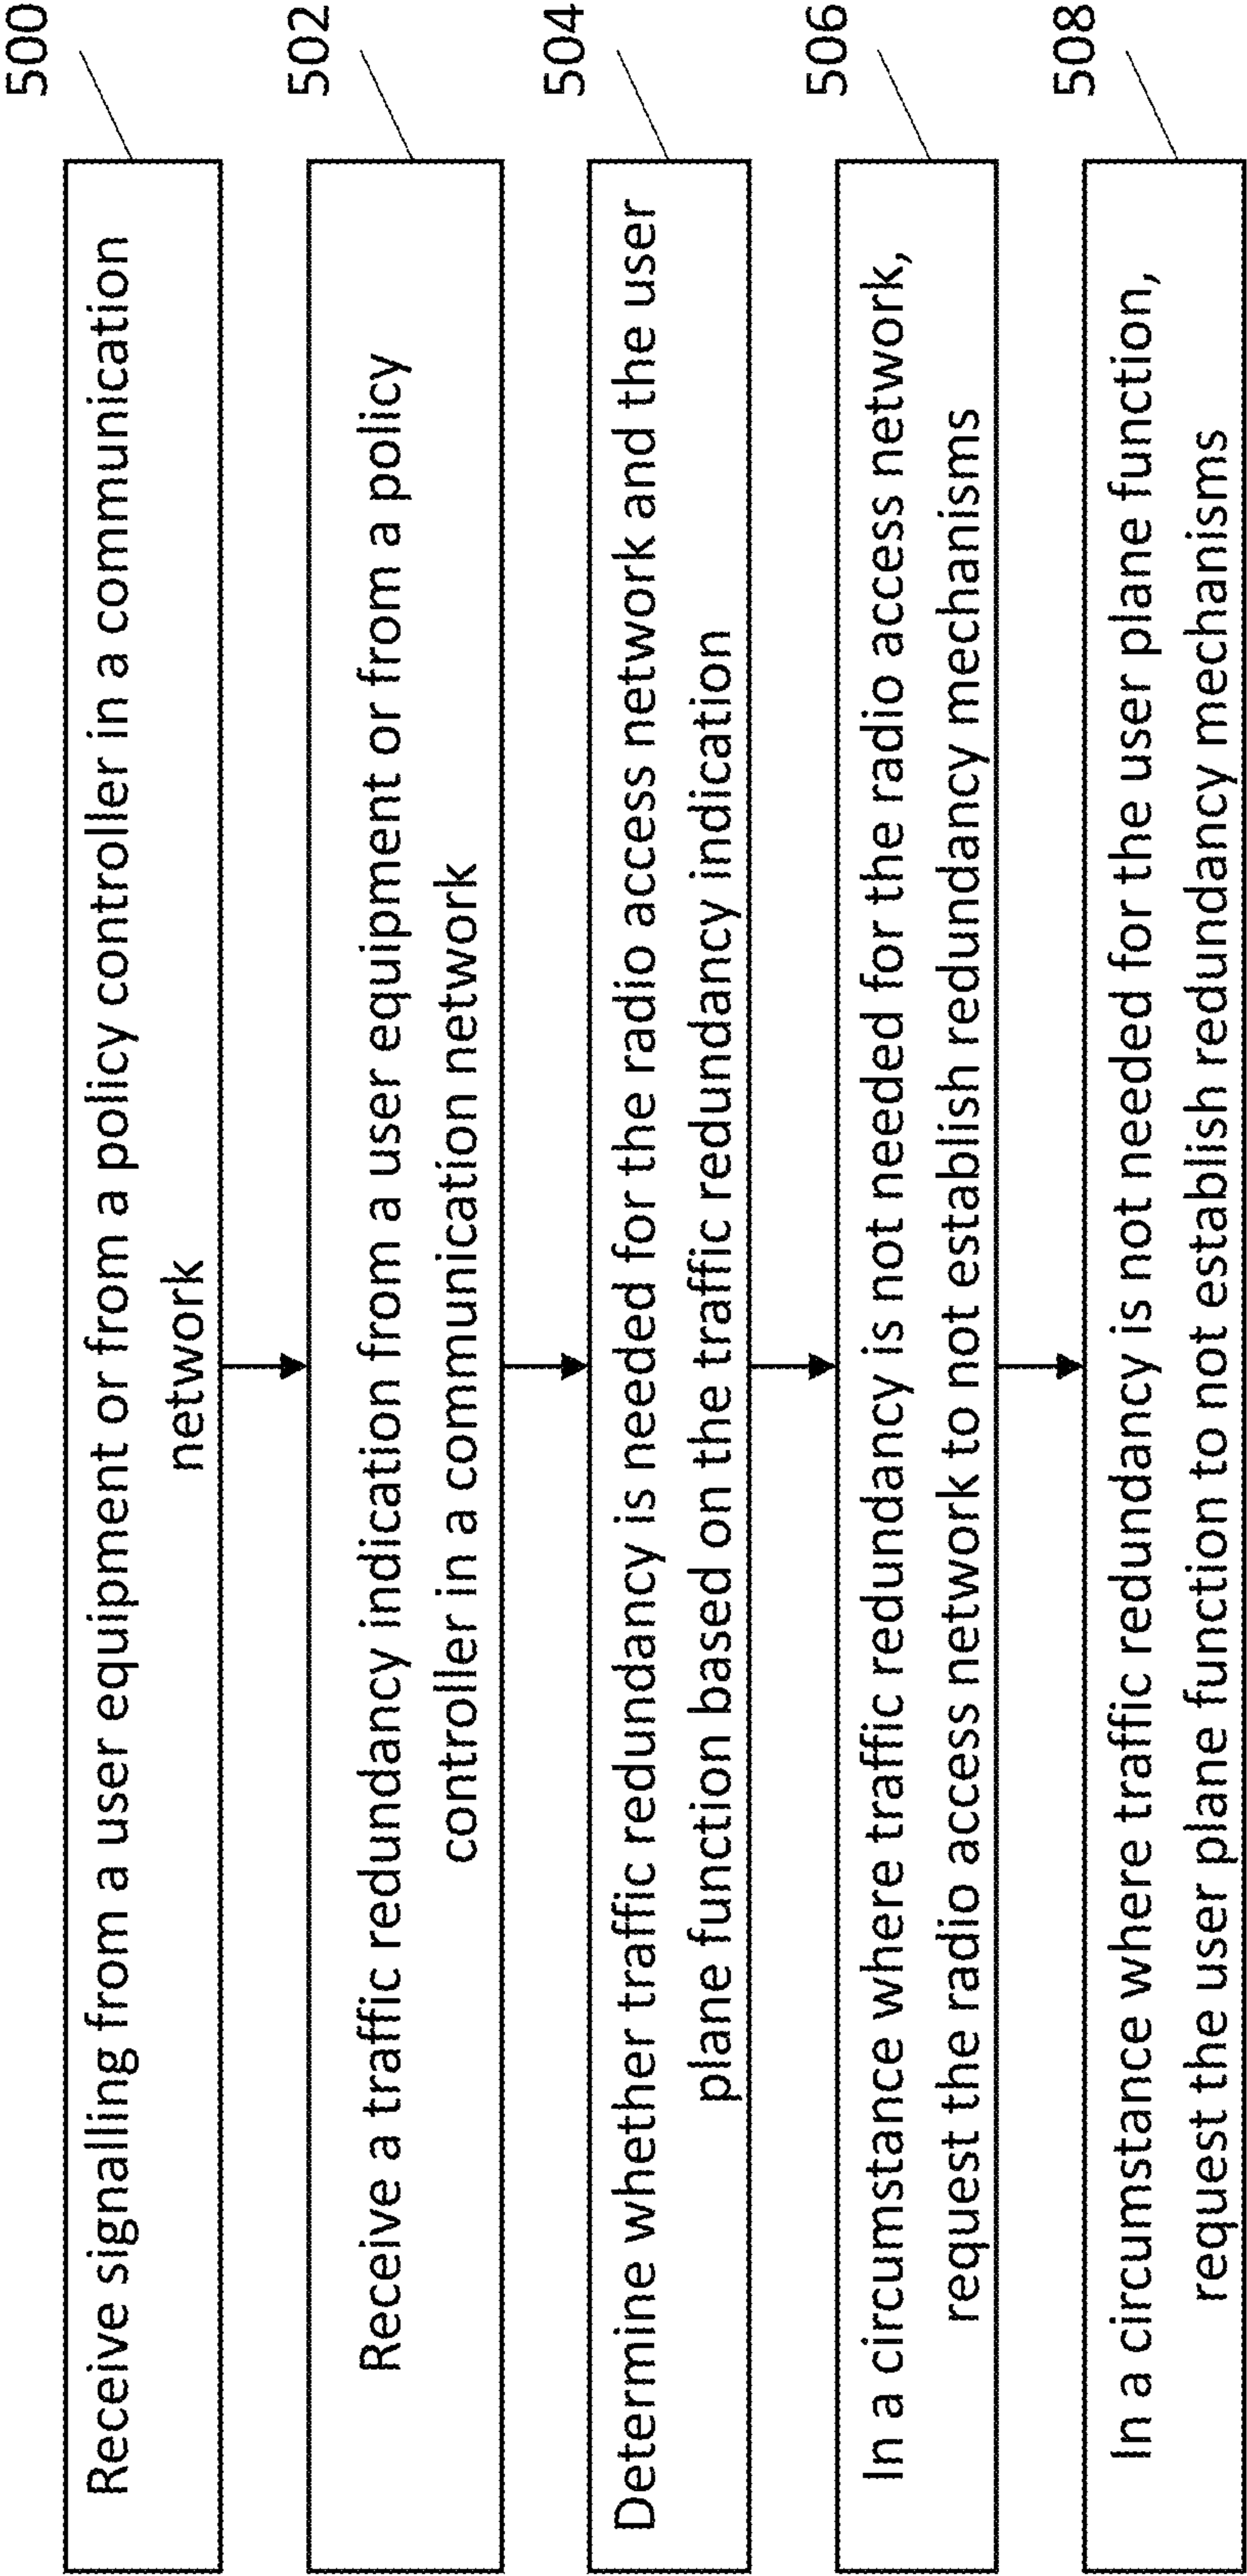 500
Receive signalling from a user equipment or from a policy controller in a communication
network
502
Receive a traffic redundancy indication from a user equipment or from a policy
controller in a communication network
504
Determine whether traffic redundancy is needed for the radio access network and the user
plane function based on the traffic redundancy indication
506
In a circumstance where traffic redundancy is not needed for the radio access network,
request the radio access network to not establish redundancy mechanisms
508
In a circumstance where traffic redundancy is not needed for the user plane function,
request the user plane function to not establish redundancy mechanisms